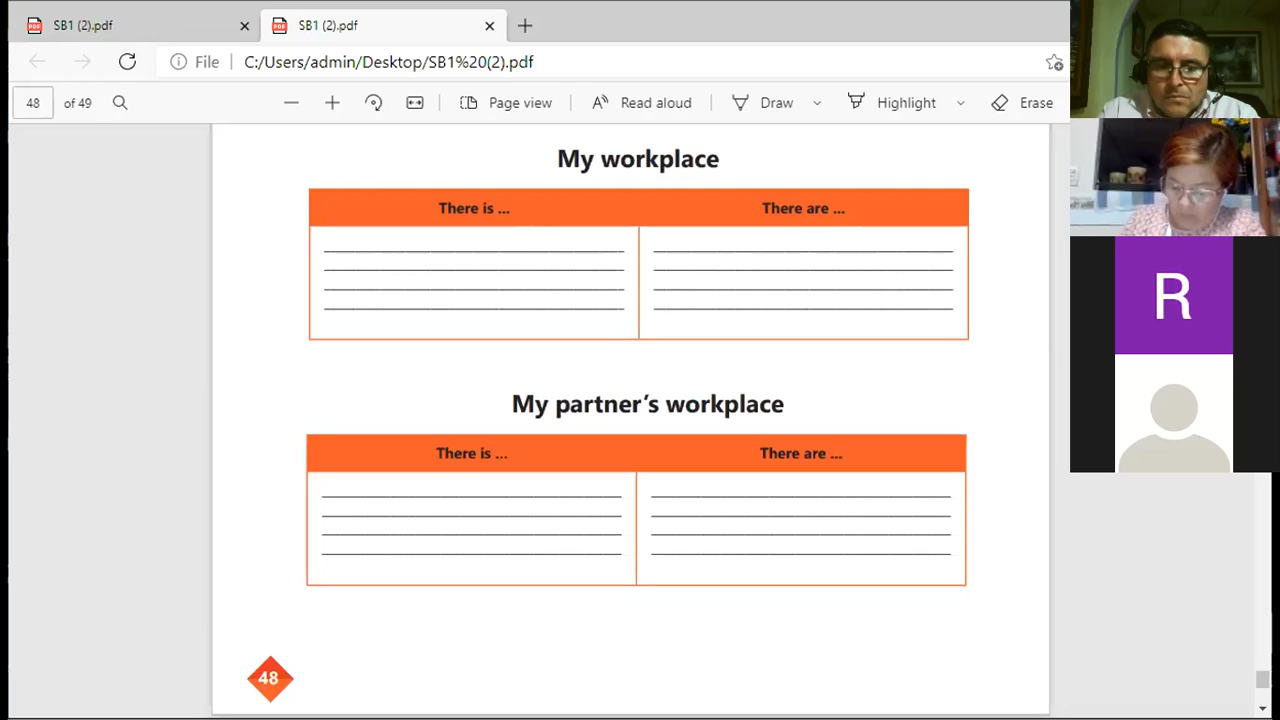 SB1 (2).pdf
SB1 (2).pdf
File C:/Users/admin/Desktop/SB1%20(2).pdf
48 of 49 Page view Read aloud Draw Highlight Erase
My workplace
There is ... There are ...
My partner's workplace
There is ... There are ...
48
R